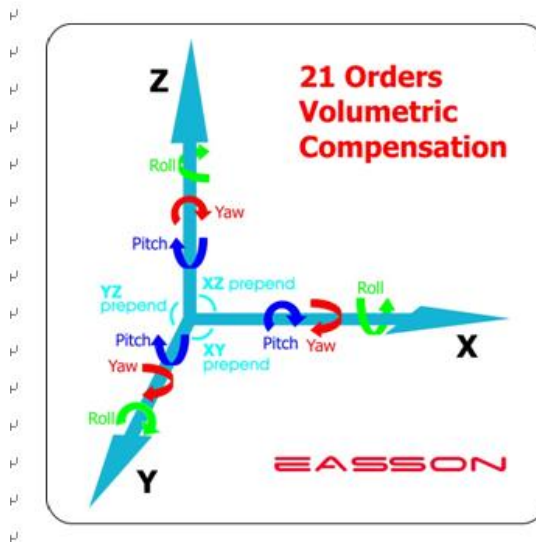 21 Orders
Volumetric
Compensation
Z
Roll
Yaw
Pitch
YZ
prepend
XZ prepend
Roll
Pitch
Yaw
X
Pitch
XY
prepend
Yaw
Roll
Y
EASSON